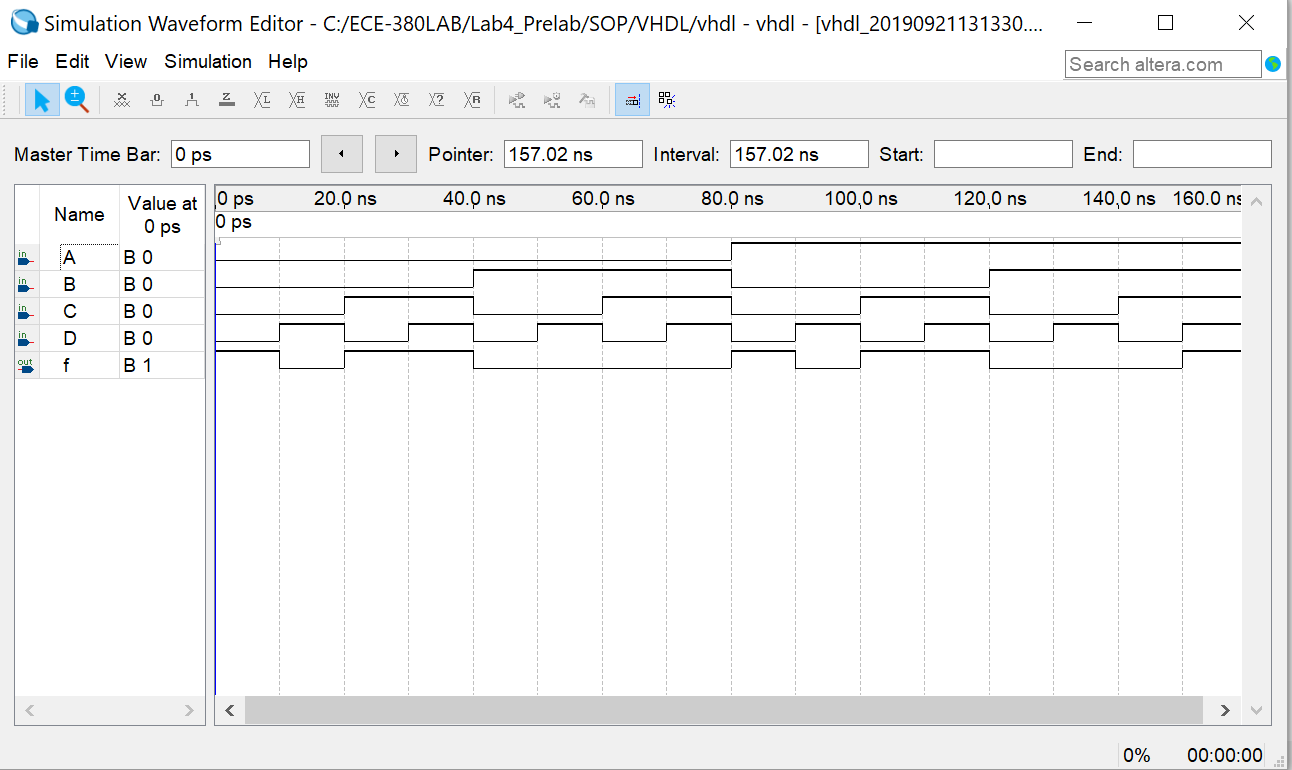 Simulation Waveform Editor - C:/ECE-380LAB/Lab4_Prelab/SOP/VHDL/vhdl - vhdl - [vhdl_20190921131330....
File Edit View Simulation Help
Search altera.com
Master Time Bar: 0 ps Pointer: 157.02 ns Interval: 157.02 ns Start: End:
Name Value at 0 ps
0 ps 20.0 ns 40.0 ns 60.0 ns 80.0 ns 100.0 ns 120.0 ns 140.0 ns 160.0 ns
0 ps
in A B 0
in B B 0
in C B 0
in D B 0
out f B 1
0% 00:00:00